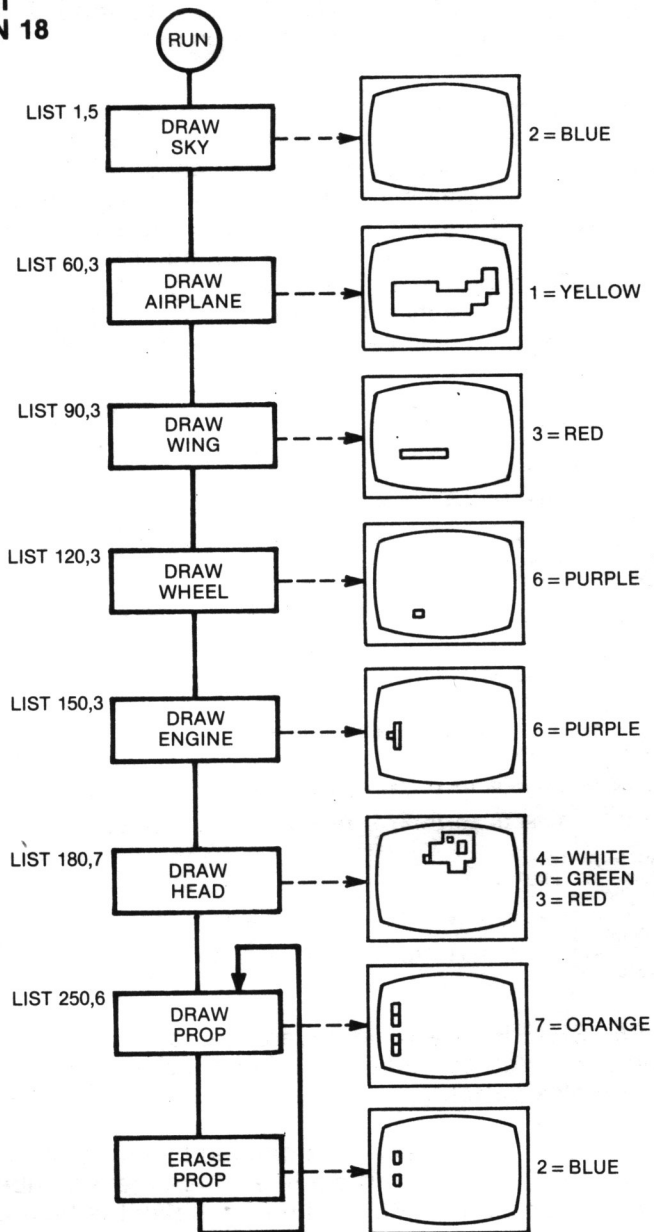 N 18
RUN
LIST 1,5
DRAW
SKY
2 = BLUE
LIST 60,3
DRAW
AIRPLANE
1 = YELLOW
LIST 90,3
DRAW
WING
3 = RED
LIST 120,3
DRAW
WHEEL
6 = PURPLE
LIST 150,3
DRAW
ENGINE
6 = PURPLE
LIST 180,7
DRAW
HEAD
4 = WHITE
0 = GREEN
3 = RED
LIST 250,6
DRAW
PROP
7 = ORANGE
ERASE
PROP
2 = BLUE